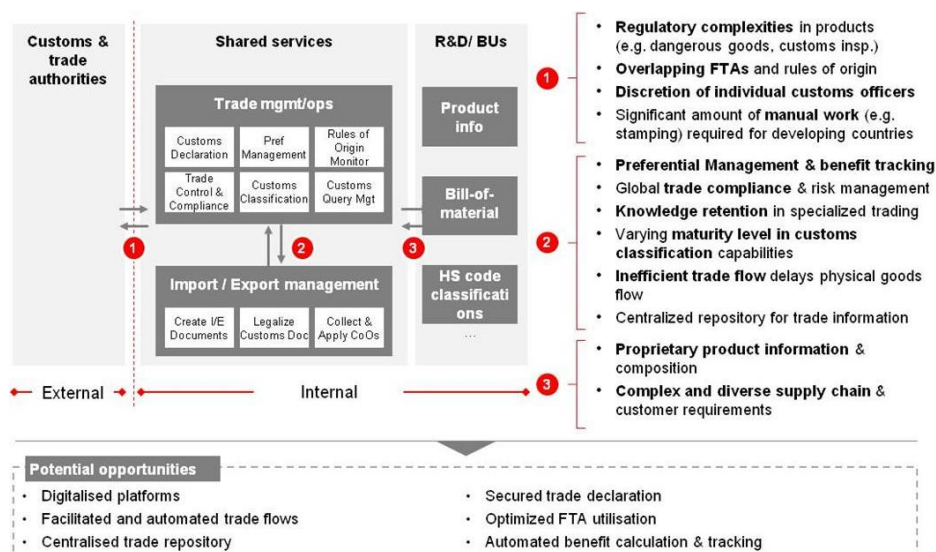 Customs &
trade
authorities
Shared services
R&D/ BUs
Trade mgmt/ops
Customs
Declaration
Pref
Management
Rules of
Origin
Monitor
Trade
Control &
Compliance
Customs
Classification
Customs
Query Mgt
Product
info
Bill-of-
material
HS code
classificati
ons
...
1
2
3
Import / Export management
Create I/E
Documents
Legalize
Customs Doc
Collect &
Apply CoOs
External
Internal
1
• Regulatory complexities in products
(e.g. dangerous goods, customs insp.)
• Overlapping FTAs and rules of origin
• Discretion of individual customs officers
• Significant amount of manual work (e.g.
stamping) required for developing countries
2
• Preferential Management & benefit tracking
• Global trade compliance & risk management
• Knowledge retention in specialized trading
• Varying maturity level in customs
classification capabilities
• Inefficient trade flow delays physical goods
flow
• Centralized repository for trade information
3
• Proprietary product information &
composition
• Complex and diverse supply chain &
customer requirements
Potential opportunities
• Digitalised platforms
• Facilitated and automated trade flows
• Centralised trade repository
• Secured trade declaration
• Optimized FTA utilisation
• Automated benefit calculation & tracking